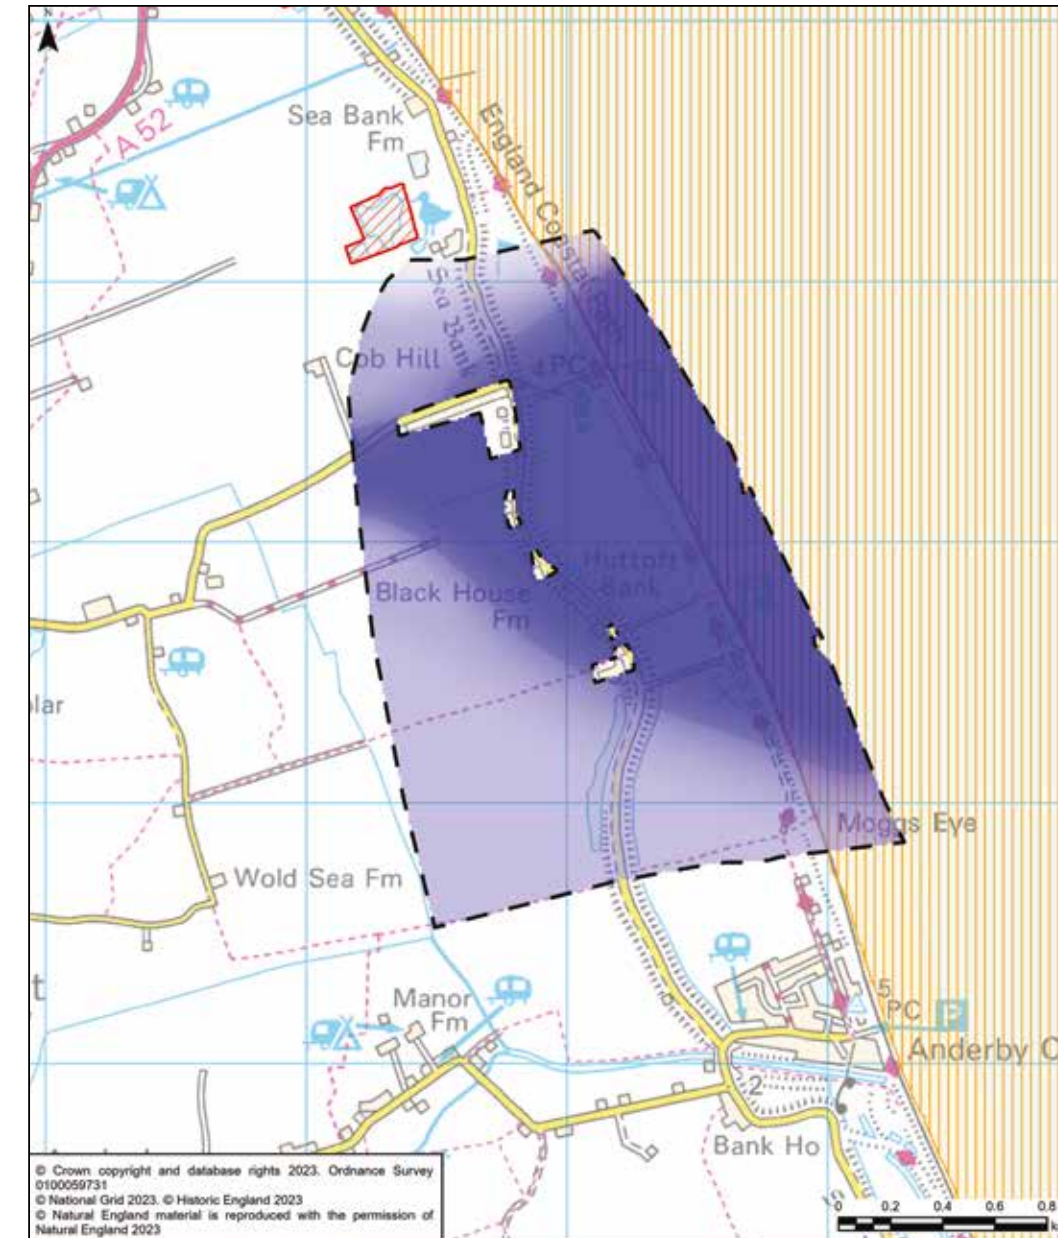 N
A 52
Sea Bank
Fm
England Coastal Path
Sea Bank
Cob Hill
PC
Huttoft
Bank
Black House
Fm
Moggs Eye
Wold Sea Fm
Manor
Fm
5
PC
P
Anderby C
2
Bank Ho
lar
t
© Crown copyright and database rights 2023. Ordnance Survey
0100059731
© National Grid 2023. © Historic England 2023
© Natural England material is reproduced with the permission of
Natural England 2023
0 0.2 0.4 0.6 0.8
k